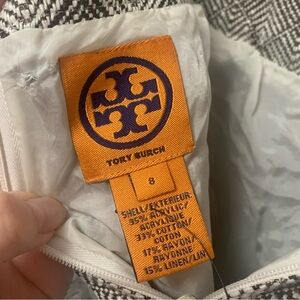 TORY BURCH
8
SHELL/EXTERIEUR
35% ACRYLIC/
ACRYLIQUE
33% COTTON/
COTON
17% RAYON/
RAYONNE
15% LINEN/LIN